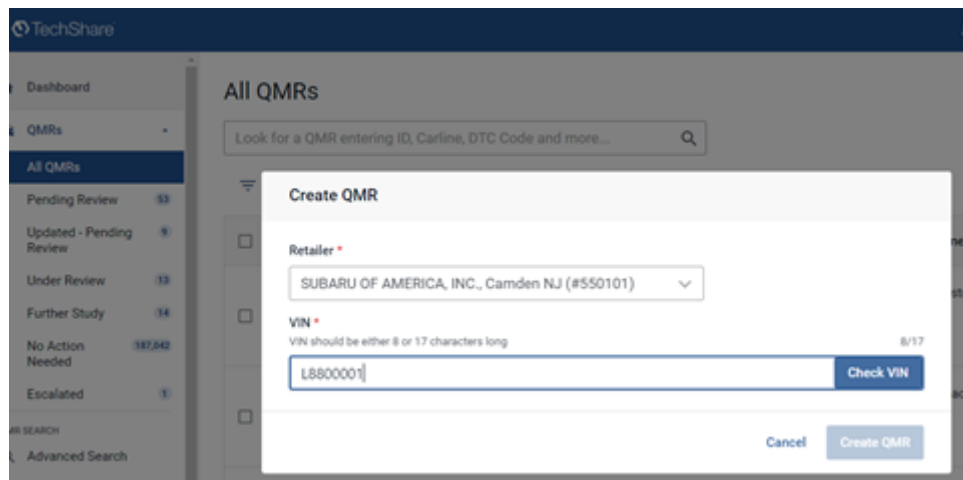 TechShare
Dashboard
QMRs
All QMRs
Pending Review 53
Updated - Pending 9
Review
Under Review 13
Further Study 14
No Action 187,042
Needed
Escalated 1
Advanced Search
All QMRs
Look for a QMR entering ID, Carline, DTC Code and more...
Create QMR
Retailer *
SUBARU OF AMERICA, INC., Camden NJ (#550101)
VIN *
VIN should be either 8 or 17 characters long 8/17
L8800001 Check VIN
Cancel Create QMR